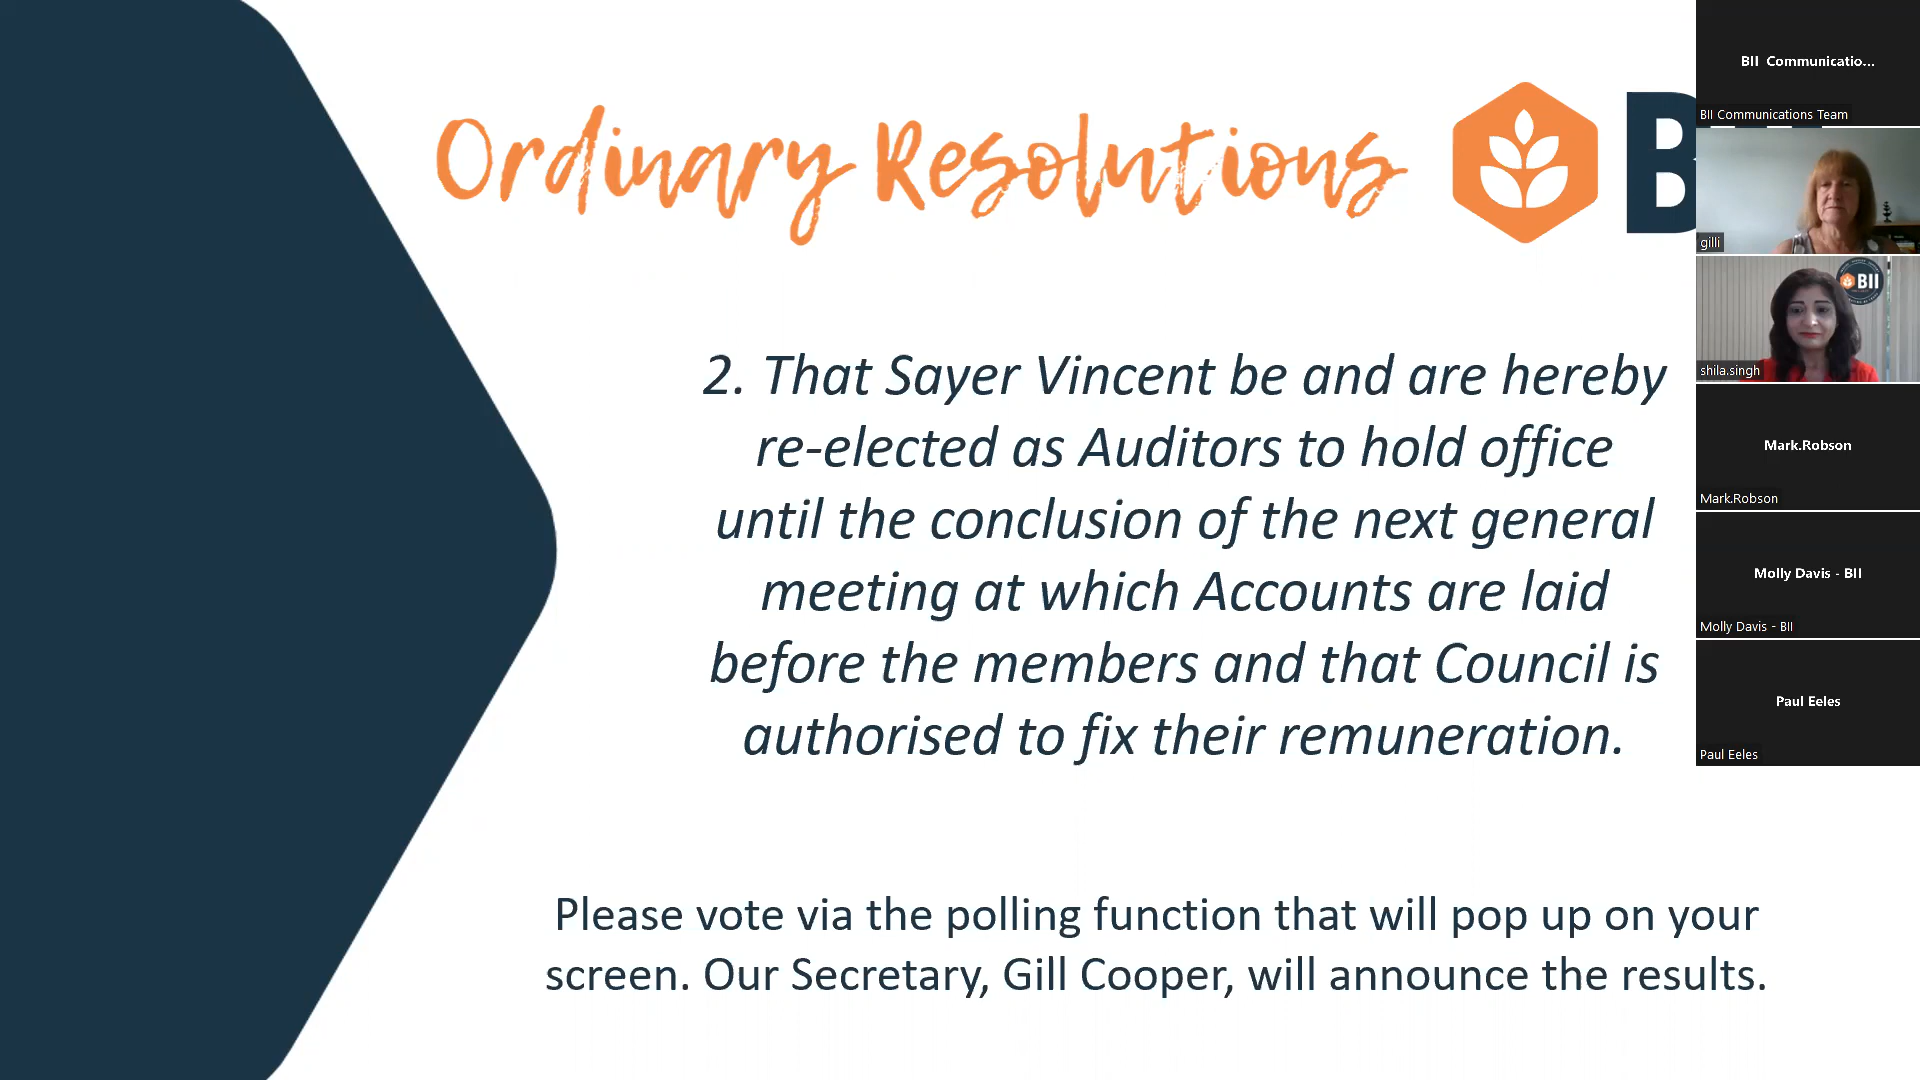 Ordinary Resolutions
B
2. That Sayer Vincent be and are hereby
re-elected as Auditors to hold office
until the conclusion of the next general
meeting at which Accounts are laid
before the members and that Council is
authorised to fix their remuneration.
Please vote via the polling function that will pop up on your
screen. Our Secretary, Gill Cooper, will announce the results.
BII Communicatio...
BII Communications Team
gilli
BII
shila.singh
Mark.Robson
Mark.Robson
Molly Davis - BII
Molly Davis - BII
Paul Eeles
Paul Eeles